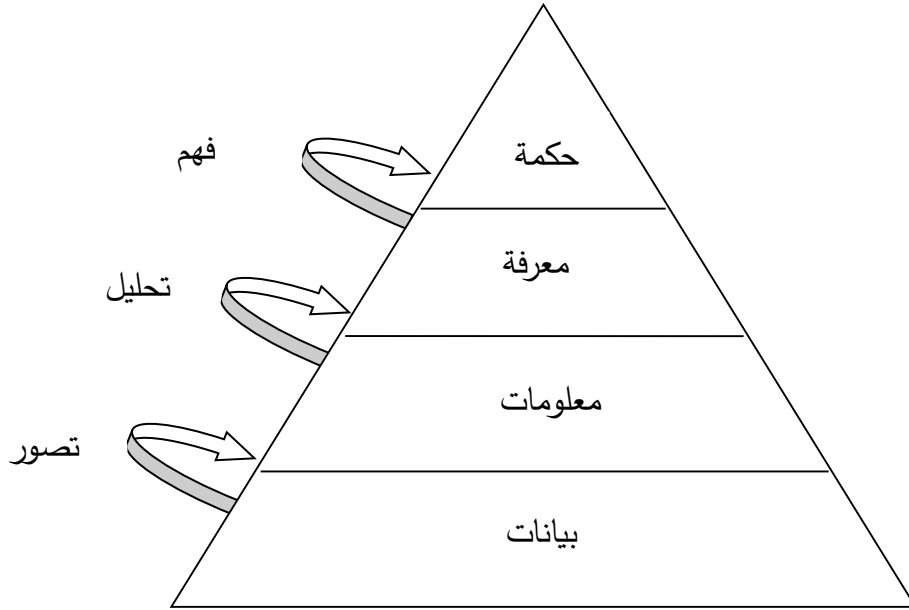 حكمة
فهم
معرفة
تحليل
معلومات
تصور
بيانات